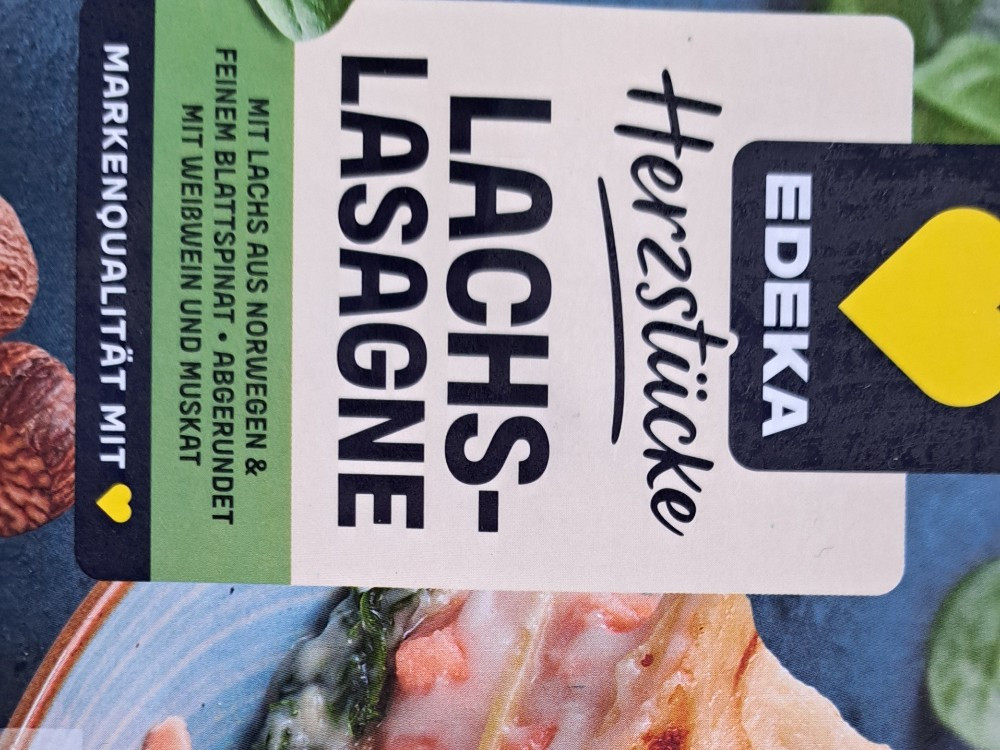 EDEKA
Herzstücke
LACHS-
LASAGNE
MIT LACHS AUS NORWEGEN &
FEINEM BLATTSPINAT • ABGERUNDET
MIT WEIßWEIN UND MUSKAT
MARKENQUALITÄT MIT